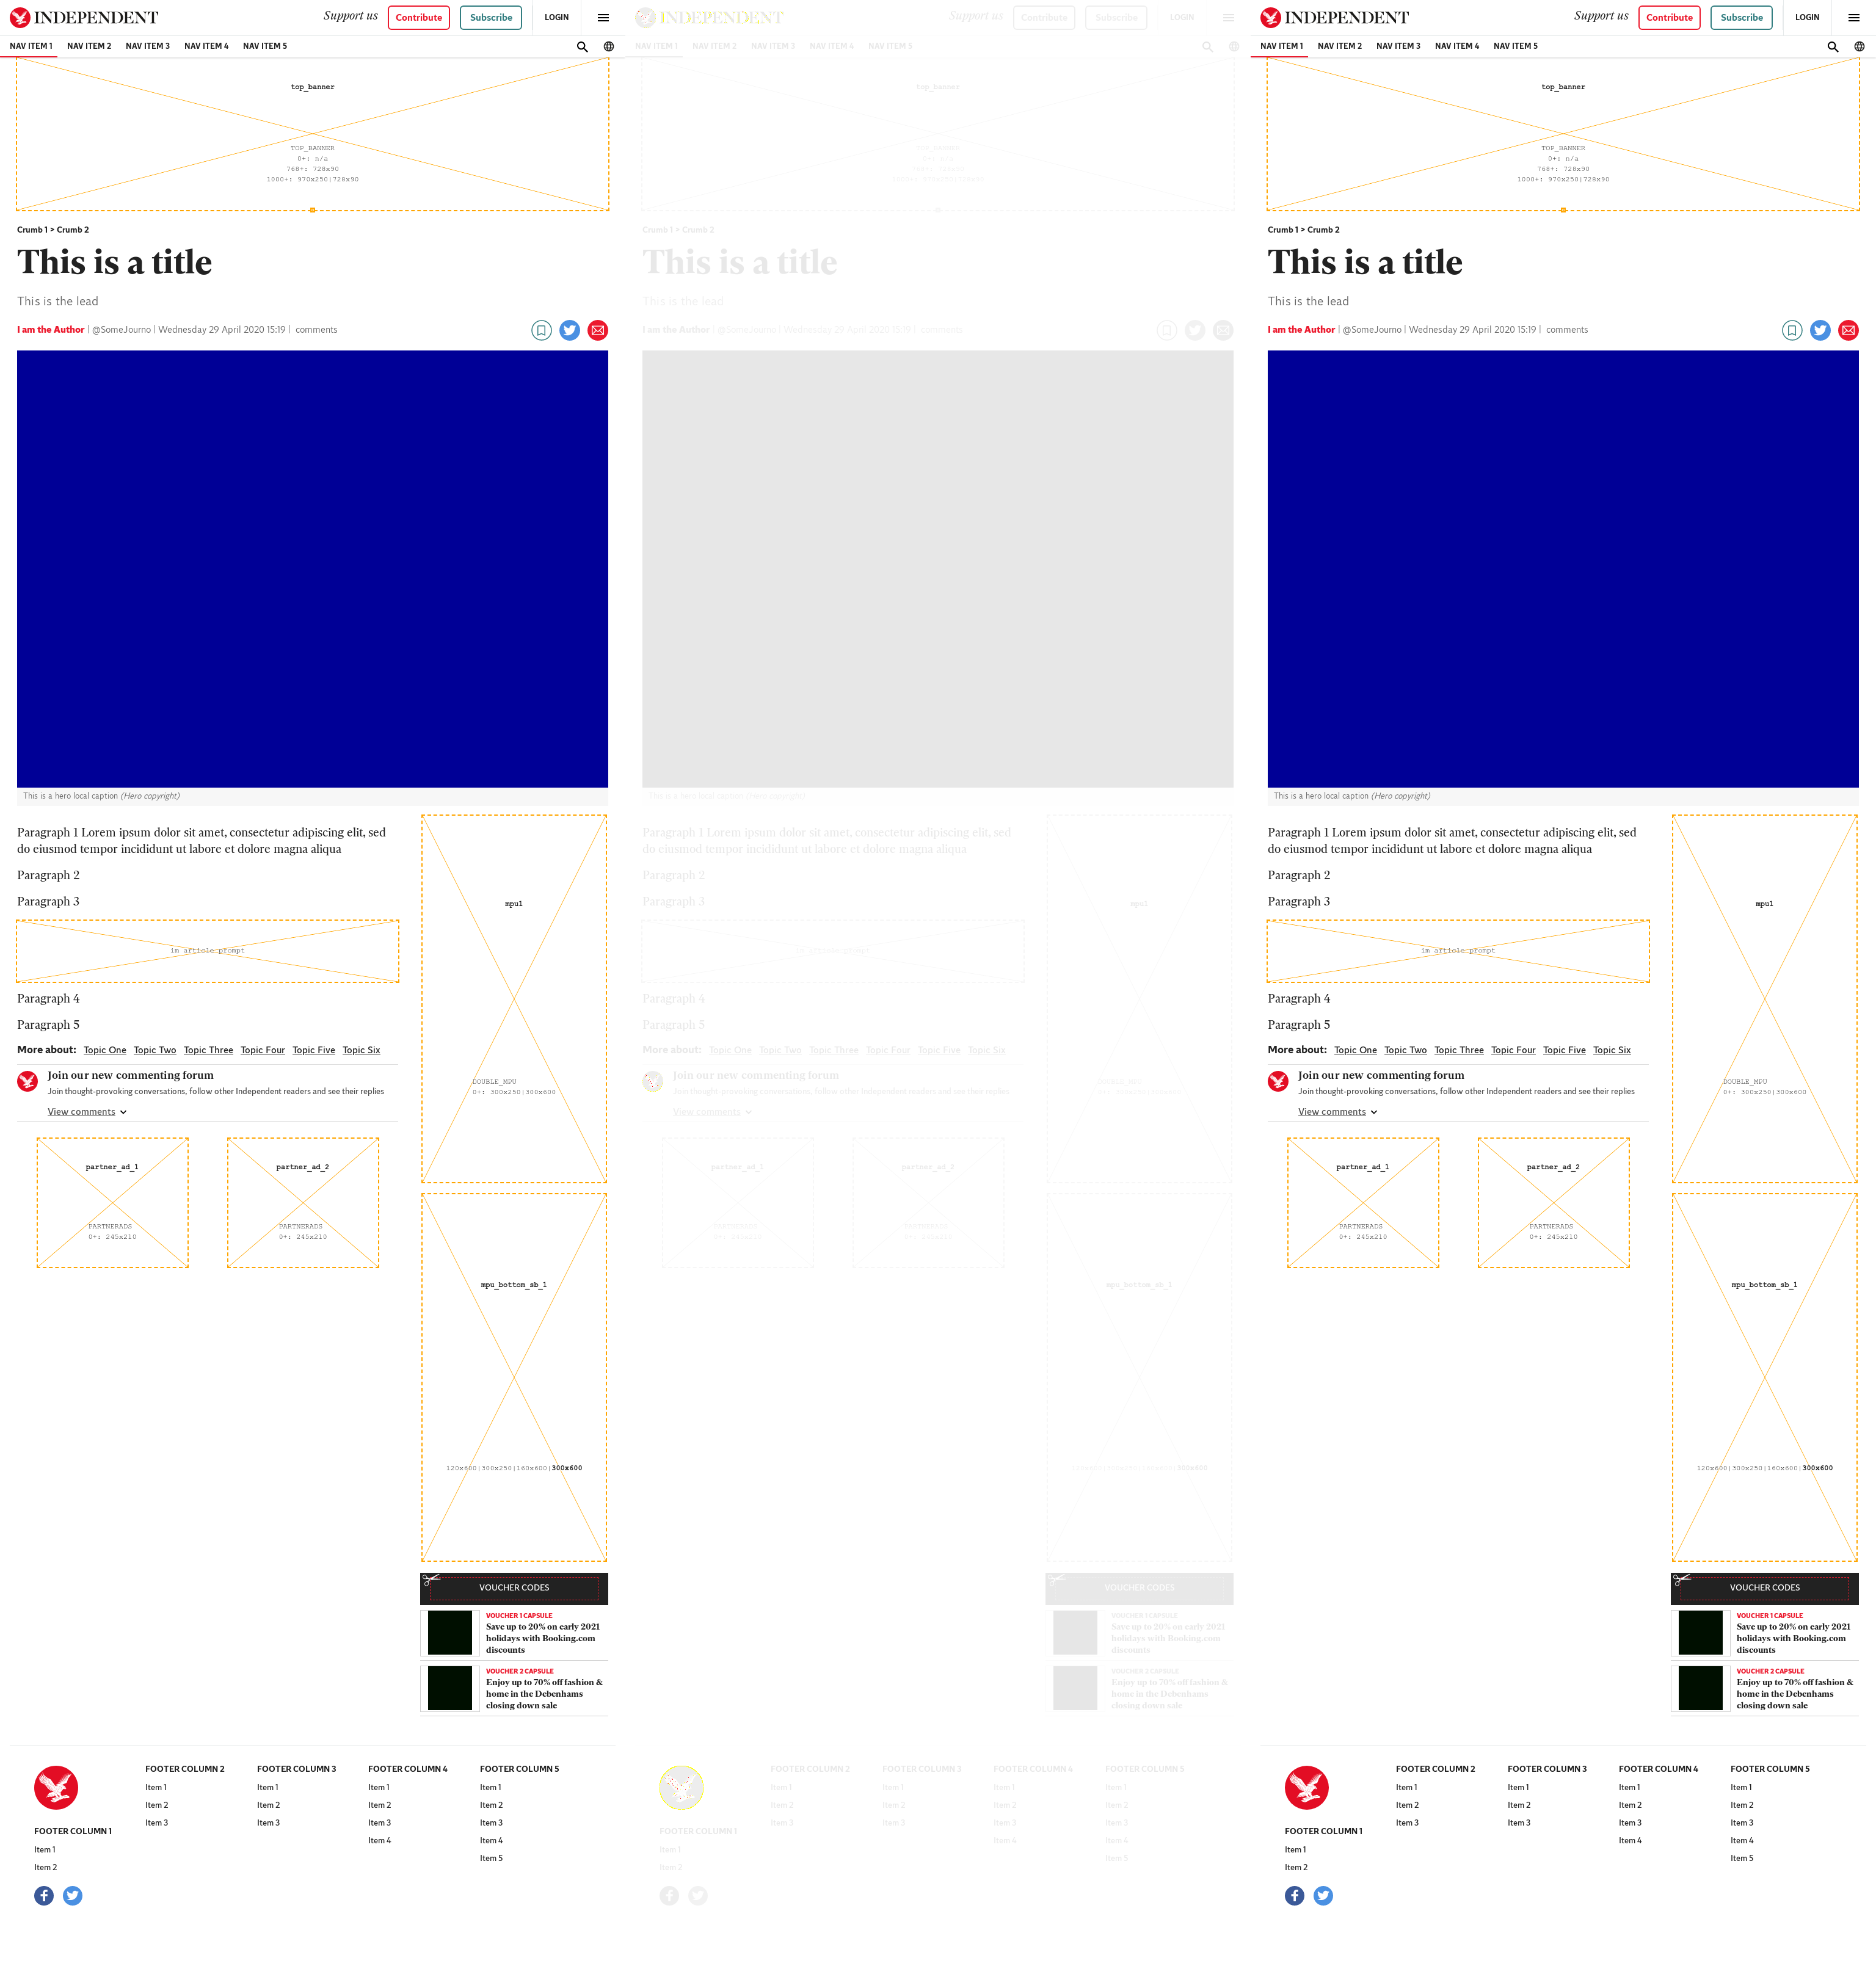 INDEPENDENT
Support us
Contribute
Subscribe
LOGIN
NAV ITEM 1 NAV ITEM 2 NAV ITEM 3 NAV ITEM 4 NAV ITEM 5
top_banner
TOP_BANNER
0+: n/a
768+: 728x90
1000+: 970x250|728x90
Crumb 1 > Crumb 2
This is a title
This is the lead
I am the Author | @SomeJourno | Wednesday 29 April 2020 15:19 | comments
This is a hero local caption (Hero copyright)
Paragraph 1 Lorem ipsum dolor sit amet, consectetur adipiscing elit, sed
do eiusmod tempor incididunt ut labore et dolore magna aliqua
Paragraph 2
Paragraph 3
im article prompt
Paragraph 4
Paragraph 5
More about: Topic One Topic Two Topic Three Topic Four Topic Five Topic Six
Join our new commenting forum
Join thought-provoking conversations, follow other Independent readers and see their replies
View comments
partner_ad_1
PARTNERADS
0+: 245x210
partner_ad_2
PARTNERADS
0+: 245x210
mpu1
DOUBLE_MPU
0+: 300x250|300x600
mpu_bottom_sb_1
120x600|300x250|160x600|300x600
VOUCHER CODES
VOUCHER 1 CAPSULE
Save up to 20% on early 2021
holidays with Booking.com
discounts
VOUCHER 2 CAPSULE
Enjoy up to 70% off fashion &
home in the Debenhams
closing down sale
FOOTER COLUMN 1
Item 1
Item 2
FOOTER COLUMN 2
Item 1
Item 2
Item 3
FOOTER COLUMN 3
Item 1
Item 2
Item 3
FOOTER COLUMN 4
Item 1
Item 2
Item 3
Item 4
FOOTER COLUMN 5
Item 1
Item 2
Item 3
Item 4
Item 5
INDEPENDENT
Support us
Contribute
Subscribe
LOGIN
NAV ITEM 1 NAV ITEM 2 NAV ITEM 3 NAV ITEM 4 NAV ITEM 5
top_banner
Crumb 1 > Crumb 2
This is a title
This is the lead
I am the Author | @SomeJourno | Wednesday 29 April 2020 15:19 | comments
This is a hero local caption (Hero copyright)
Paragraph 1 Lorem ipsum dolor sit amet, consectetur adipiscing elit, sed
do eiusmod tempor incididunt ut labore et dolore magna aliqua
Paragraph 2
Paragraph 3
Paragraph 4
Paragraph 5
More about: Topic One Topic Two Topic Three Topic Four Topic Five Topic Six
Join our new commenting forum
Join thought-provoking conversations, follow other Independent readers and see their replies
View comments
partner_ad_1
partner_ad_2
mpu1
mpu_bottom_sb_1
VOUCHER CODES
VOUCHER 1 CAPSULE
Save up to 20% on early 2021
holidays with Booking.com
discounts
VOUCHER 2 CAPSULE
Enjoy up to 70% off fashion &
home in the Debenhams
closing down sale
FOOTER COLUMN 1
Item 1
Item 2
FOOTER COLUMN 2
Item 1
Item 2
Item 3
FOOTER COLUMN 3
Item 1
Item 2
Item 3
FOOTER COLUMN 4
Item 1
Item 2
Item 3
Item 4
FOOTER COLUMN 5
Item 1
Item 2
Item 3
Item 4
Item 5
INDEPENDENT
Support us
Contribute
Subscribe
LOGIN
NAV ITEM 1 NAV ITEM 2 NAV ITEM 3 NAV ITEM 4 NAV ITEM 5
top_banner
TOP_BANNER
0+: n/a
768+: 728x90
1000+: 970x250|728x90
Crumb 1 > Crumb 2
This is a title
This is the lead
I am the Author | @SomeJourno | Wednesday 29 April 2020 15:19 | comments
This is a hero local caption (Hero copyright)
Paragraph 1 Lorem ipsum dolor sit amet, consectetur adipiscing elit, sed
do eiusmod tempor incididunt ut labore et dolore magna aliqua
Paragraph 2
Paragraph 3
im article prompt
Paragraph 4
Paragraph 5
More about: Topic One Topic Two Topic Three Topic Four Topic Five Topic Six
Join our new commenting forum
Join thought-provoking conversations, follow other Independent readers and see their replies
View comments
partner_ad_1
PARTNERADS
0+: 245x210
partner_ad_2
PARTNERADS
0+: 245x210
mpu1
DOUBLE_MPU
0+: 300x250|300x600
mpu_bottom_sb_1
120x600|300x250|160x600|300x600
VOUCHER CODES
VOUCHER 1 CAPSULE
Save up to 20% on early 2021
holidays with Booking.com
discounts
VOUCHER 2 CAPSULE
Enjoy up to 70% off fashion &
home in the Debenhams
closing down sale
FOOTER COLUMN 1
Item 1
Item 2
FOOTER COLUMN 2
Item 1
Item 2
Item 3
FOOTER COLUMN 3
Item 1
Item 2
Item 3
FOOTER COLUMN 4
Item 1
Item 2
Item 3
Item 4
FOOTER COLUMN 5
Item 1
Item 2
Item 3
Item 4
Item 5